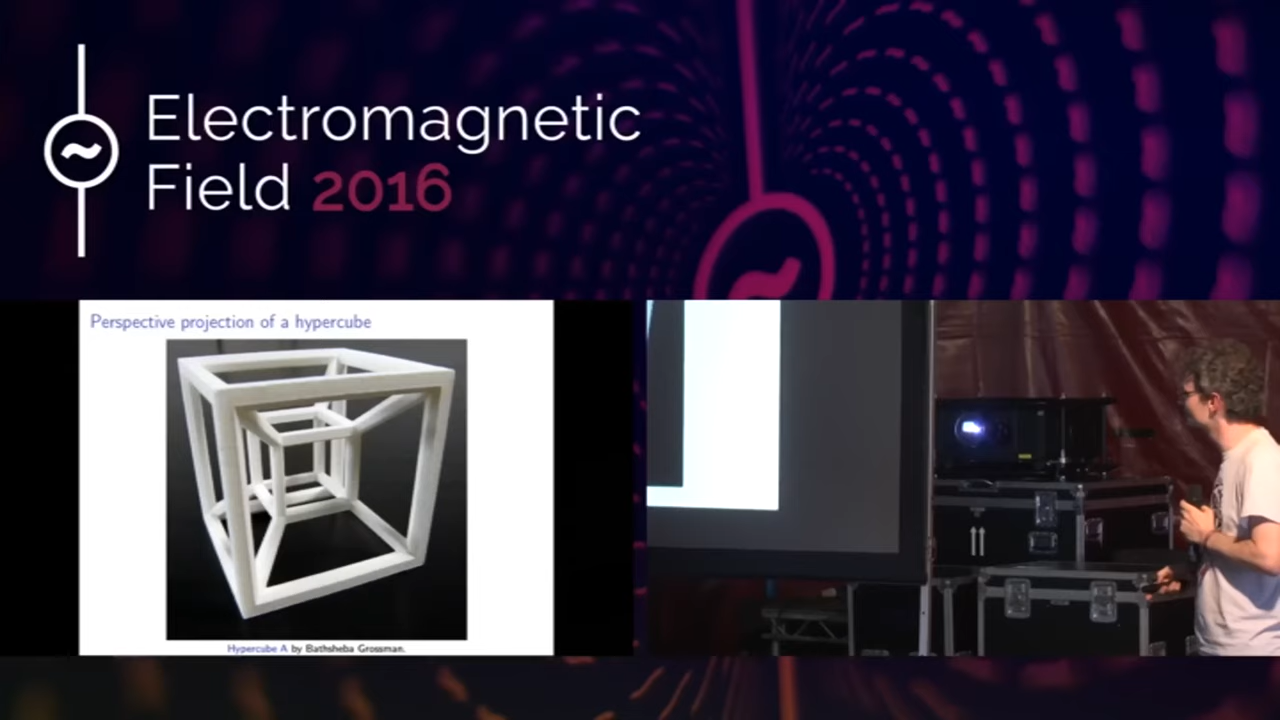 Electromagnetic
Field 2016
Perspective projection of a hypercube
Hypercube A by Bathsheba Grossman.